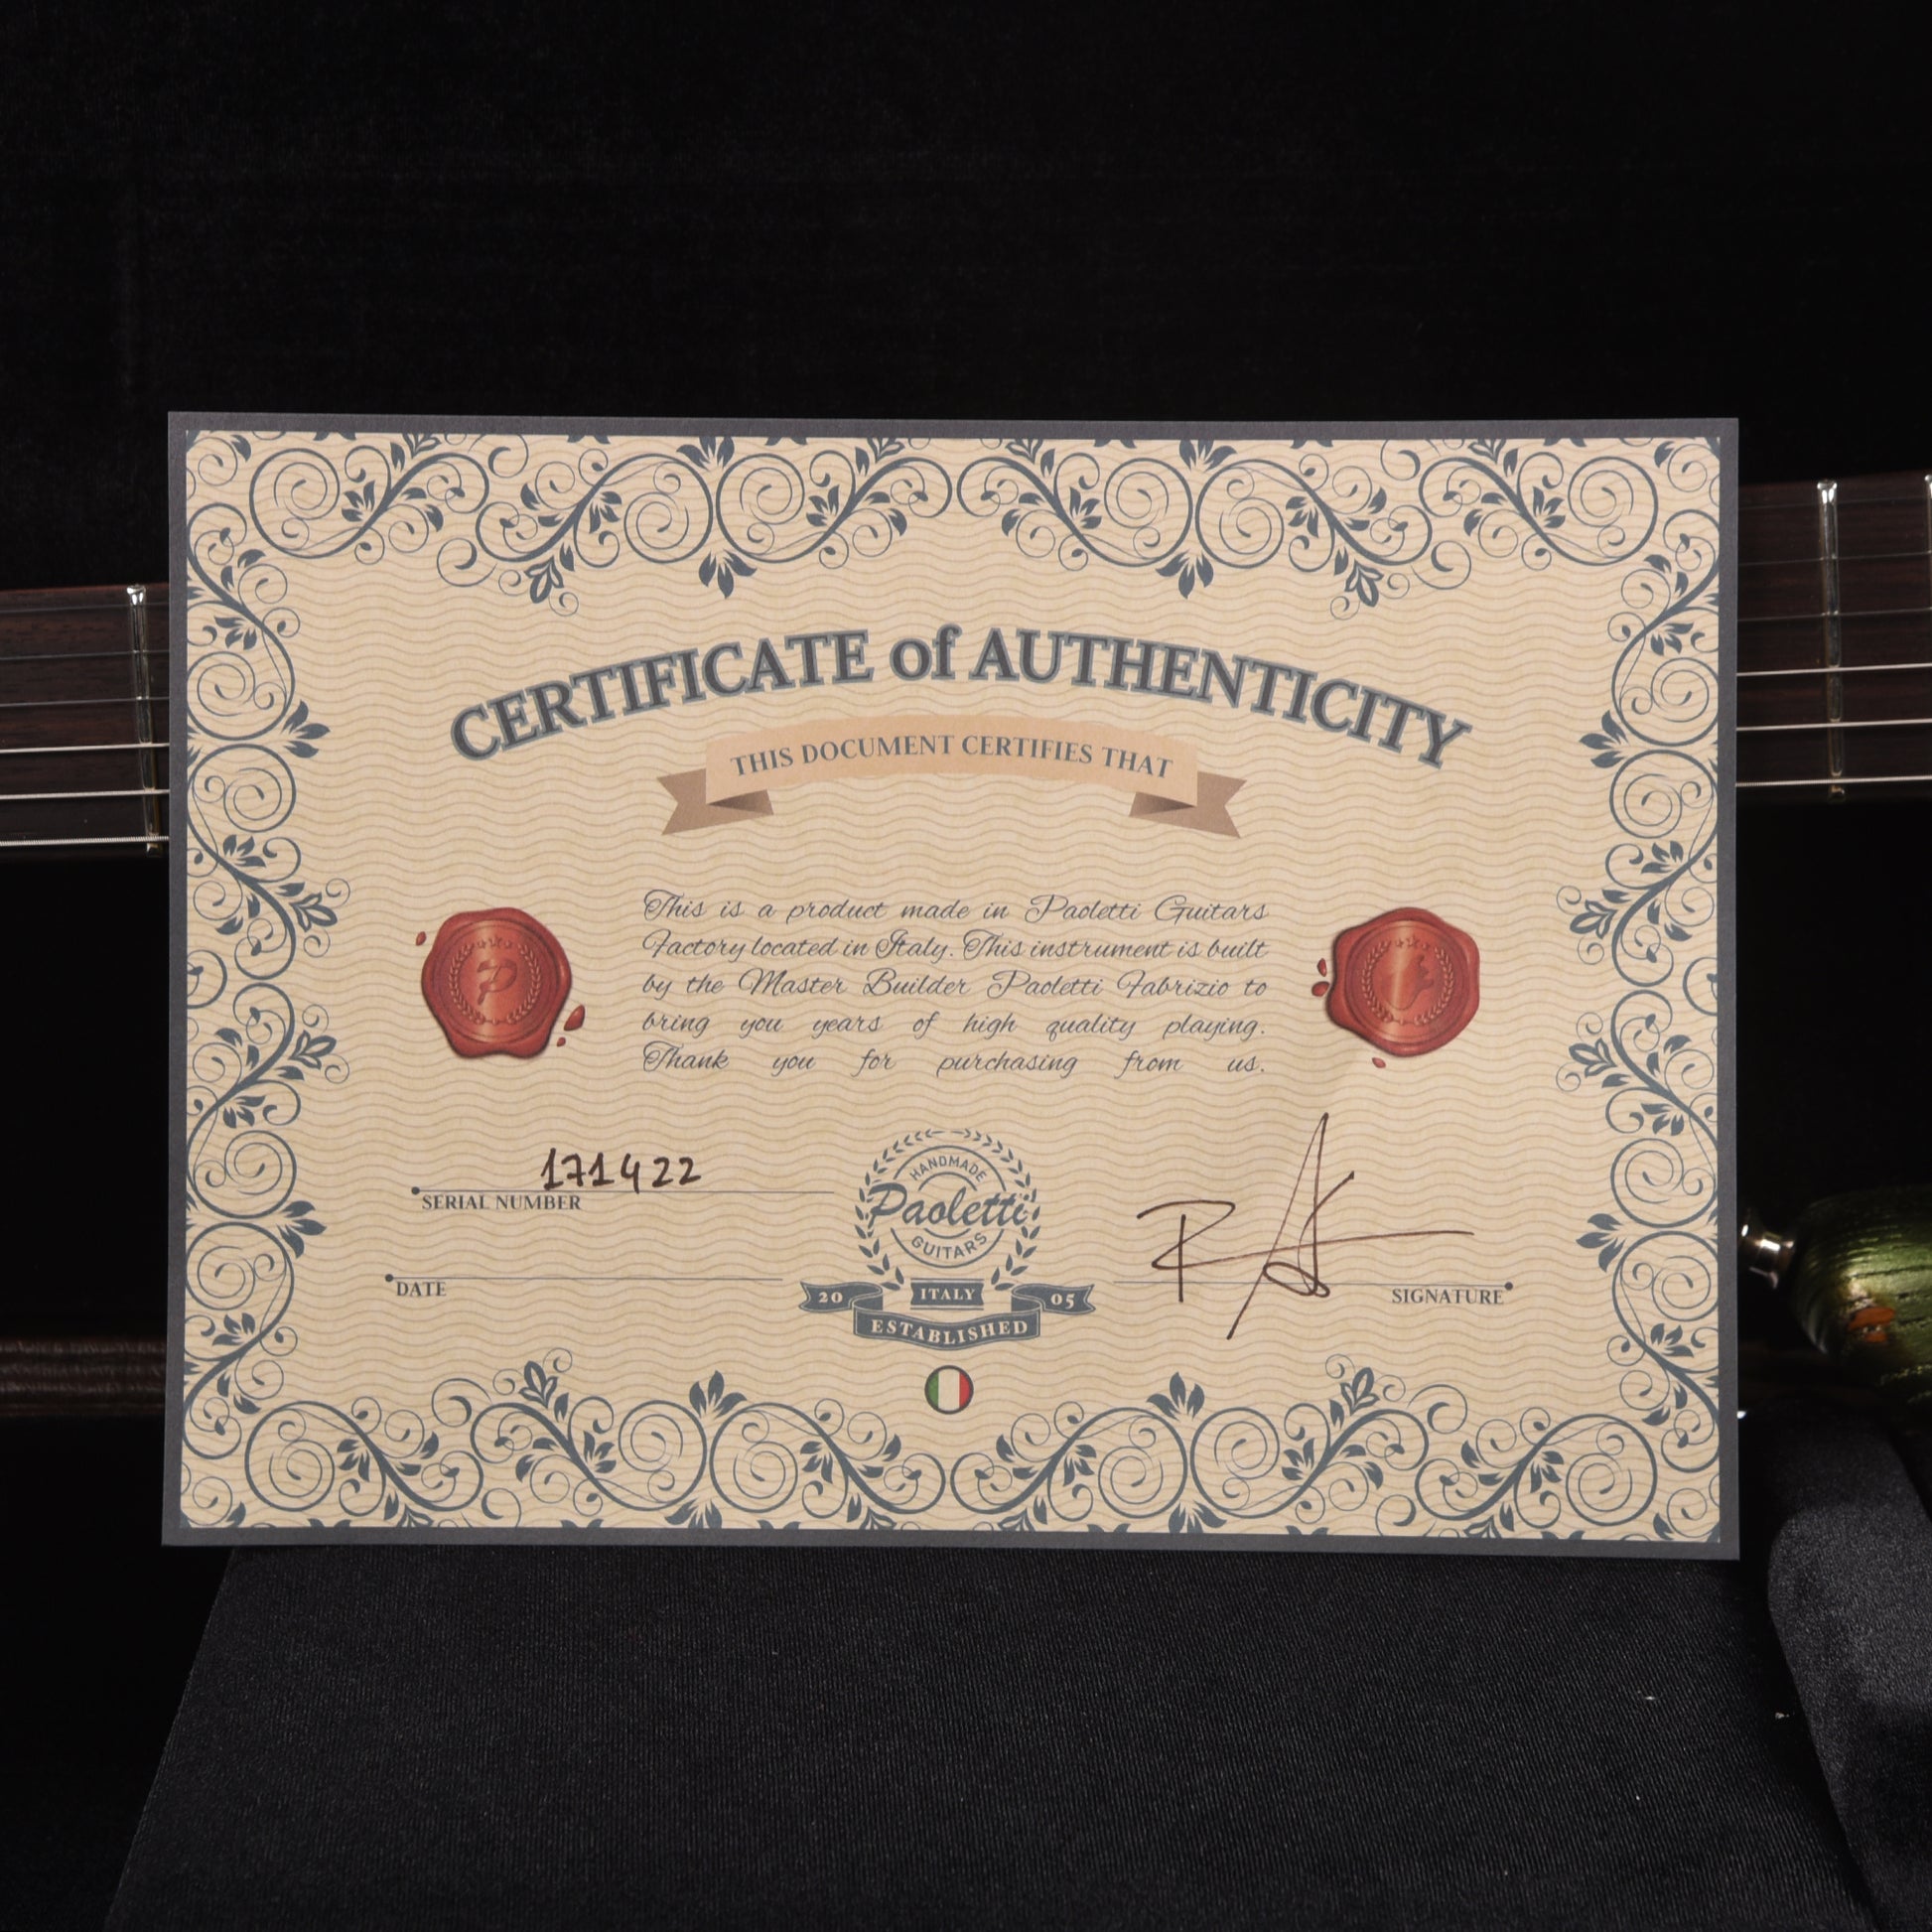 CERTIFICATE of AUTHENTICITY
THIS DOCUMENT CERTIFIES THAT
This is a product made in Paoletti Guitars
Factory located in Italy. This instrument is built
by the Master Builder Paoletti Fabrizio to
bring you years of high quality playing.
Thank you for purchasing from us.
P
171422
SERIAL NUMBER
DATE
HANDMADE
Paoletti
GUITARS
20 ITALY 05
ESTABLISHED
SIGNATURE